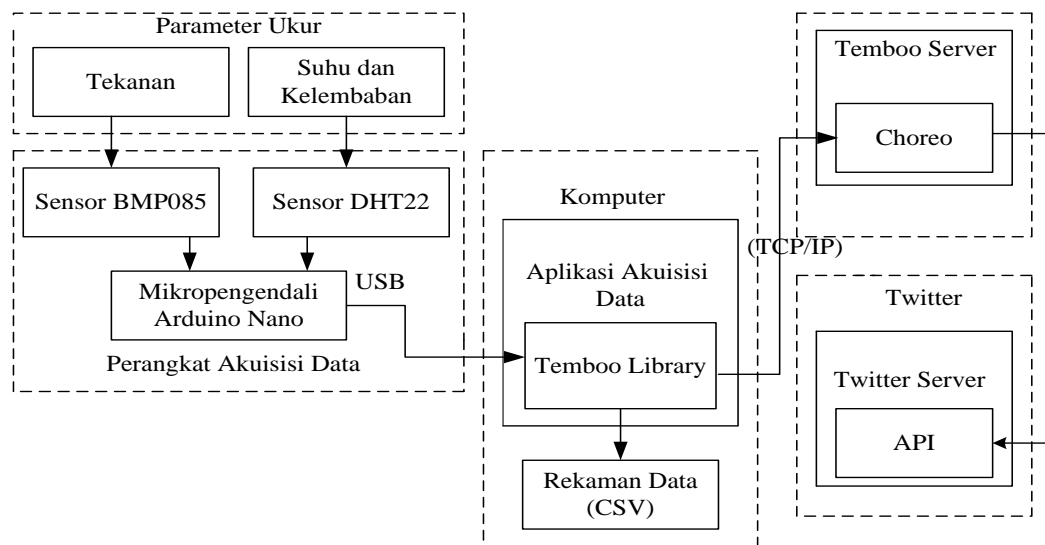 Parameter Ukur
Tekanan
Suhu dan
Kelembaban
Sensor BMP085
Sensor DHT22
Mikropengendali
Arduino Nano
USB
Perangkat Akuisisi Data
Komputer
Aplikasi Akuisisi
Data
Temboo Library
Rekaman Data
(CSV)
(TCP/IP)
Temboo Server
Choreo
Twitter
Twitter Server
API